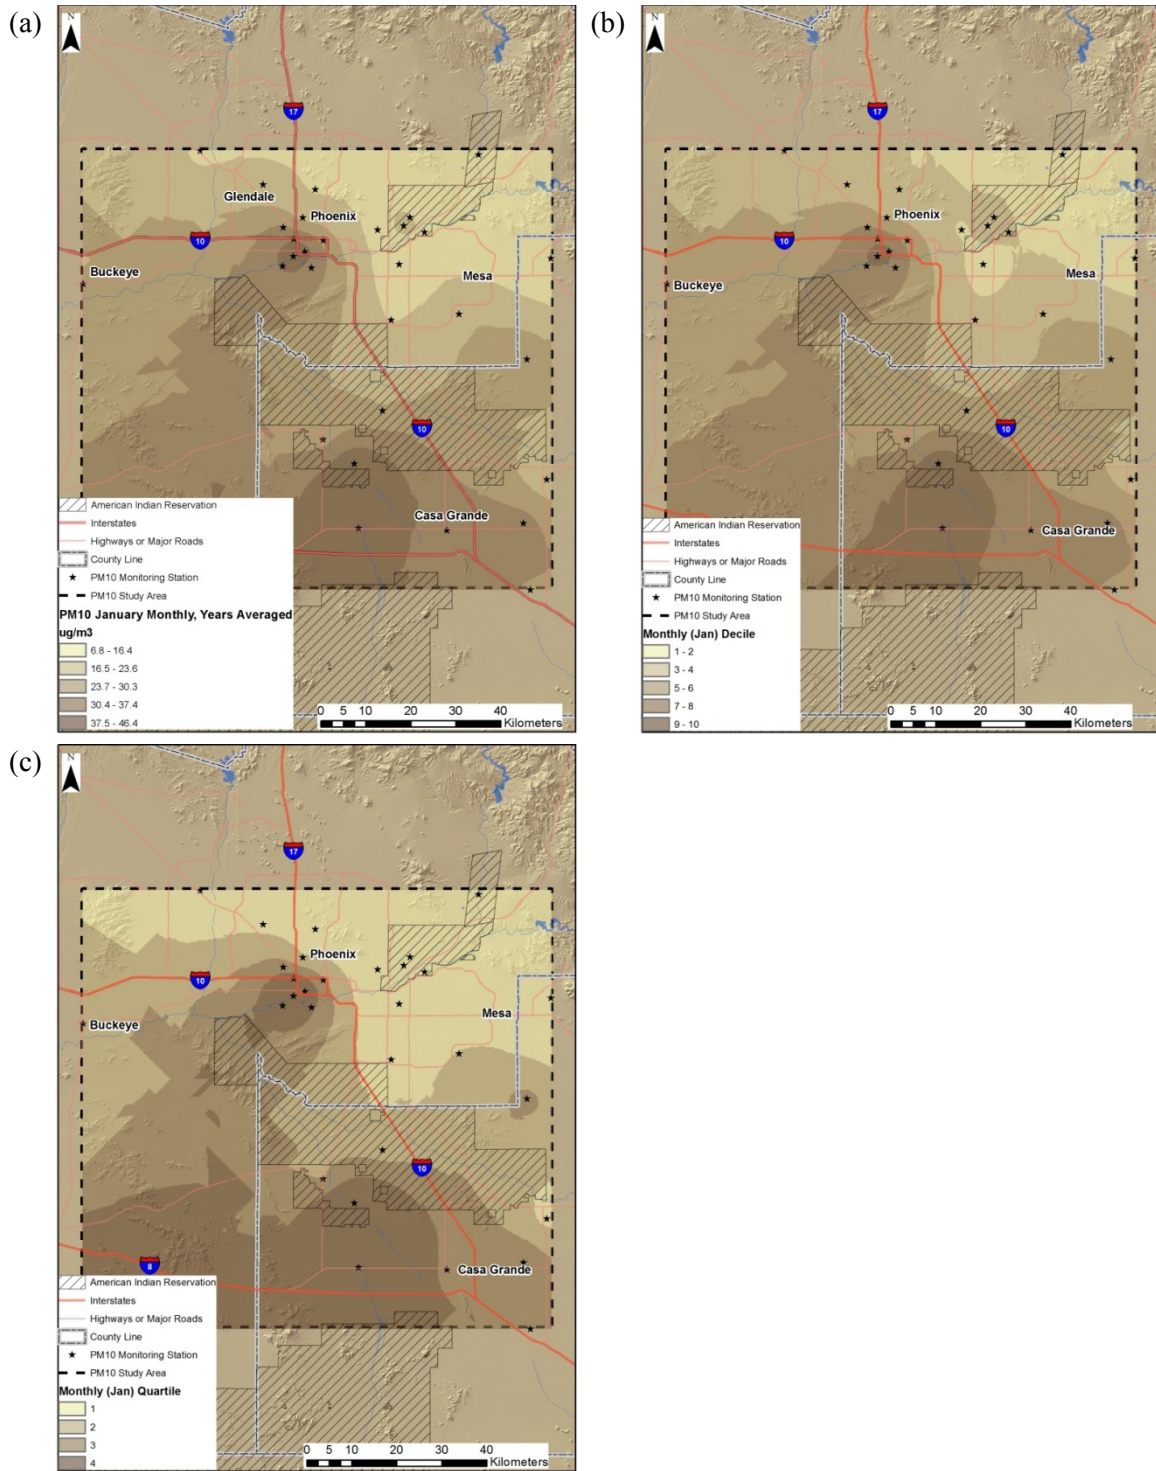 (a)
N
17
Glendale
Phoenix
10
Buckeye
Mesa
10
Casa Grande
American Indian Reservation
Interstates
Highways or Major Roads
County Line
PM10 Monitoring Station
PM10 Study Area
PM10 January Monthly, Years Averaged
ug/m3
6.8 - 16.4
16.5 - 23.6
23.7 - 30.3
30.4 - 37.4
37.5 - 46.4
0 5 10 20 30 40
Kilometers
(b)
N
17
Phoenix
10
Buckeye
Mesa
10
Casa Grande
American Indian Reservation
Interstates
Highways or Major Roads
County Line
PM10 Monitoring Station
PM10 Study Area
Monthly (Jan) Decile
1 - 2
3 - 4
5 - 6
7 - 8
9 - 10
0 5 10 20 30 40
Kilometers
(c)
N
17
Phoenix
10
Buckeye
Mesa
10
Casa Grande
8
American Indian Reservation
Interstates
Highways or Major Roads
County Line
PM10 Monitoring Station
PM10 Study Area
Monthly (Jan) Quartile
1
2
3
4
0 5 10 20 30 40
Kilometers